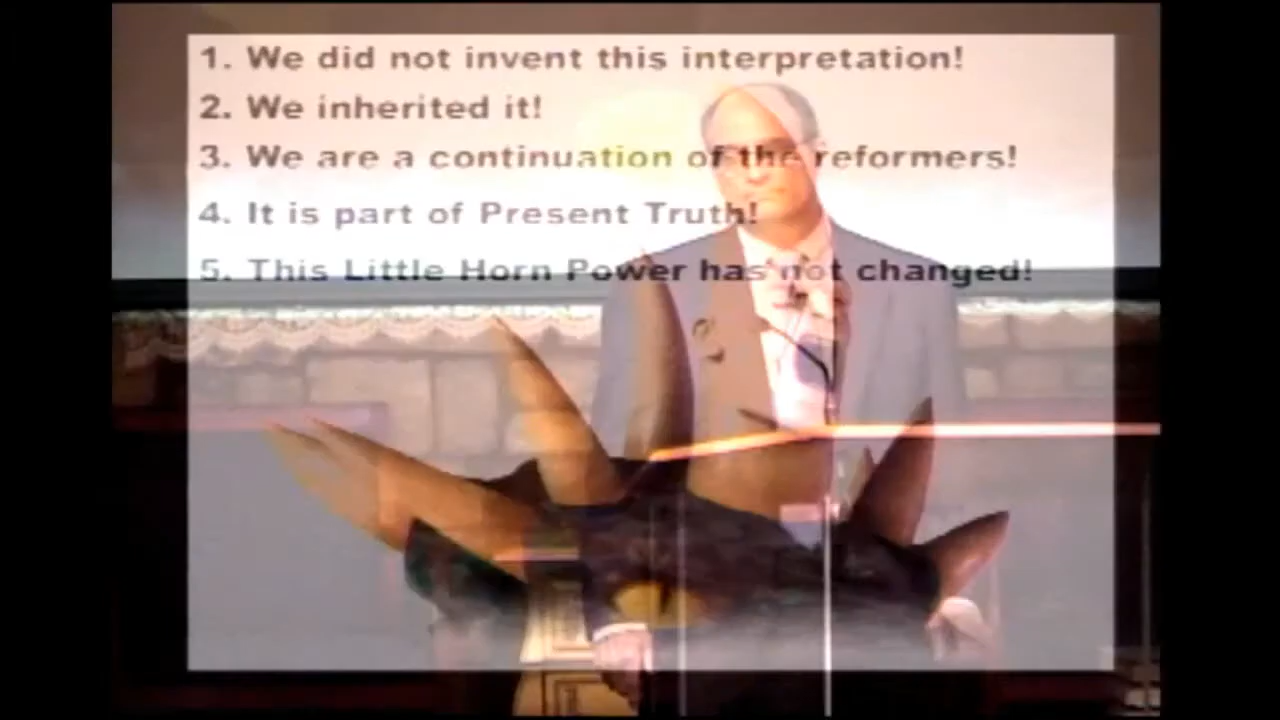 1. We did not invent this interpretation!
2. We inherited it!
3. We are a continuation of the reformers!
4. It is part of Present Truth!
5. This Little Horn Power has not changed!